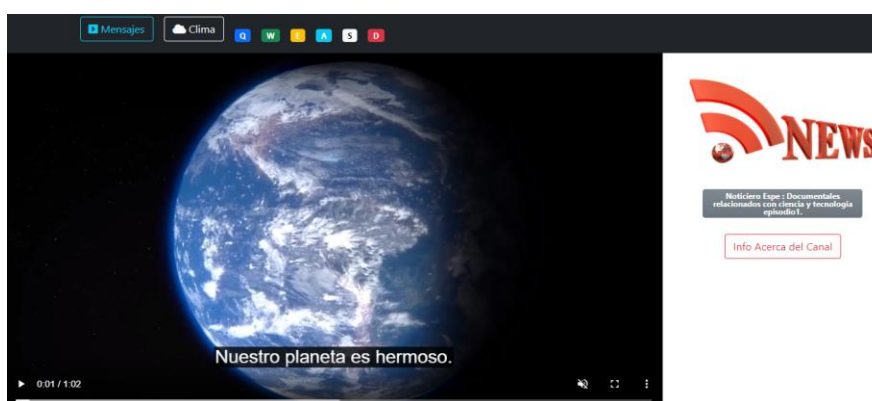 Mensajes
Clima
Q
W
E
A
S
D
NEWS
Noticiero Espe : Documentales
relacionados con ciencia y tecnologia
episodio1.
Info Acerca del Canal
Nuestro planeta es hermoso.
0:01 / 1:02